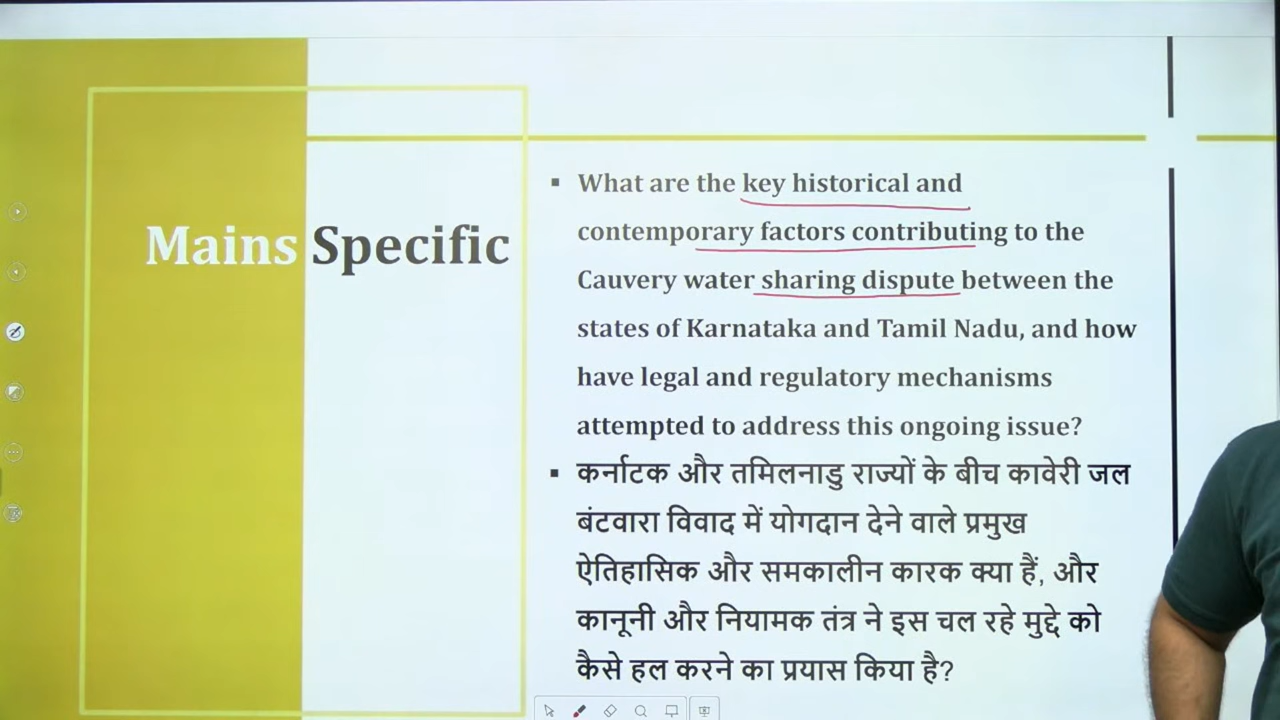 Mains Specific
▪ What are the key historical and
contemporary factors contributing to the
Cauvery water sharing dispute between the
states of Karnataka and Tamil Nadu, and how
have legal and regulatory mechanisms
attempted to address this ongoing issue?
▪ कर्नाटक और तमिलनाडु राज्यों के बीच कावेरी जल
बंटवारा विवाद में योगदान देने वाले प्रमुख
ऐतिहासिक और समकालीन कारक क्या हैं, और
कानूनी और नियामक तंत्र ने इस चल रहे मुद्दे को
कैसे हल करने का प्रयास किया है?